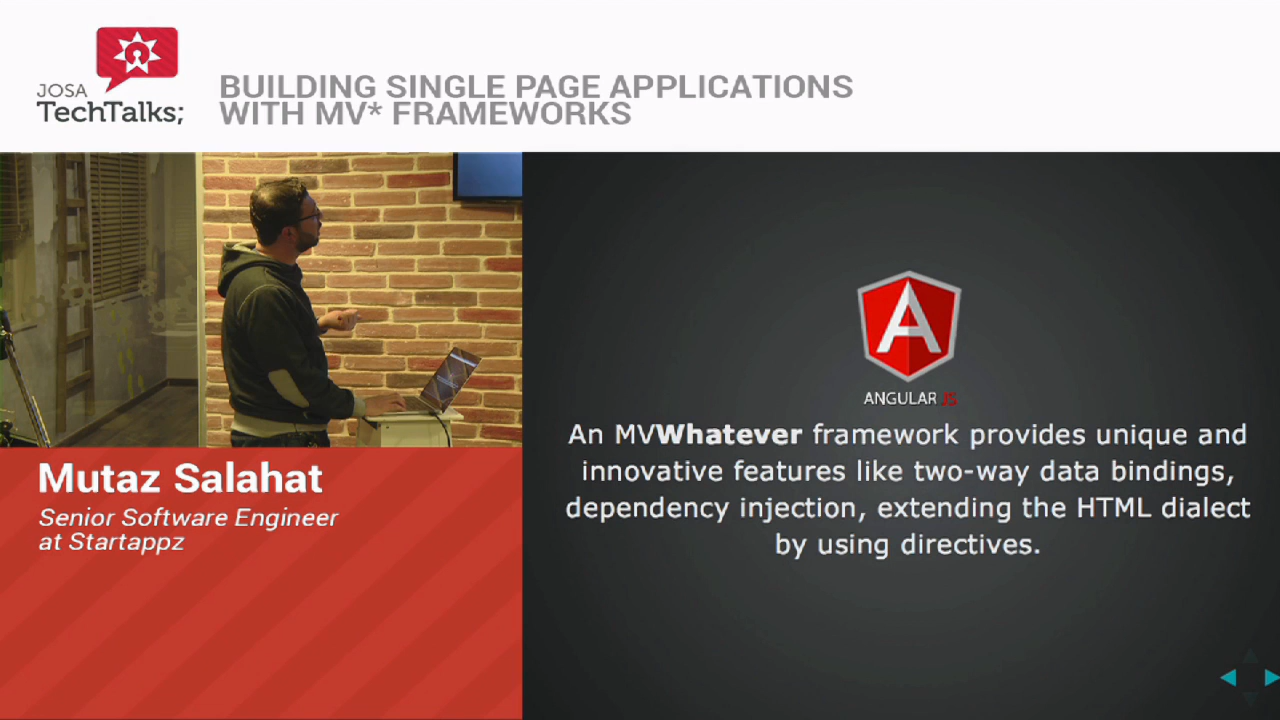 JOSA
TechTalks;
BUILDING SINGLE PAGE APPLICATIONS
WITH MV* FRAMEWORKS
Mutaz Salahat
Senior Software Engineer
at Startappz
ANGULAR JS
An MVWhatever framework provides unique and
innovative features like two-way data bindings,
dependency injection, extending the HTML dialect
by using directives.